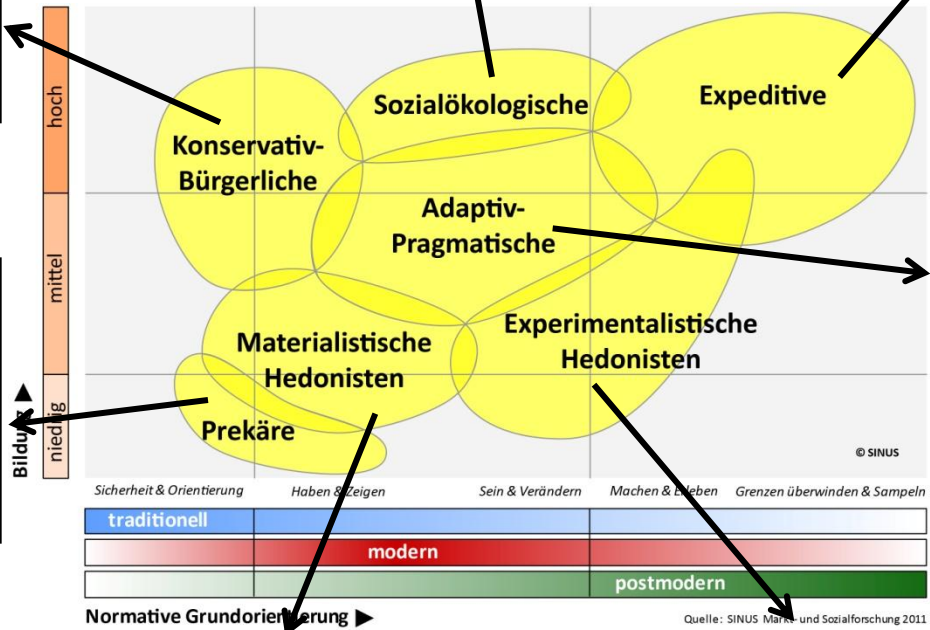 hoch
mittel
niedrig
Bildung ▶
Sozialökologische
Expeditive
Konservativ-
Bürgerliche
Adaptiv-
Pragmatische
Materialistische
Hedonisten
Experimentalistische
Hedonisten
Prekäre
© SINUS
Sicherheit & Orientierung
Haben & Zeigen
Sein & Verändern
Machen & Erleben
Grenzen überwinden & Sampeln
traditionell
modern
postmodern
Normative Grundorientierung ▶
Quelle: SINUS Markt- und Sozialforschung 2011